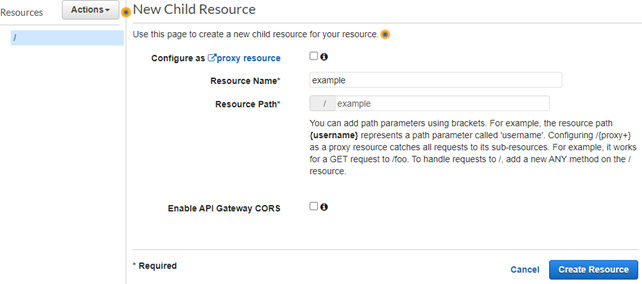 Resources
Actions
New Child Resource
/
Use this page to create a new child resource for your resource.
Configure as proxy resource
Resource Name*
example
Resource Path*
/ example
You can add path parameters using brackets. For example, the resource path
{username} represents a path parameter called 'username'. Configuring /{proxy+}
as a proxy resource catches all requests to its sub-resources. For example, it works
for a GET request to /foo. To handle requests to /, add a new ANY method on the /
resource.
Enable API Gateway CORS
* Required
Cancel
Create Resource